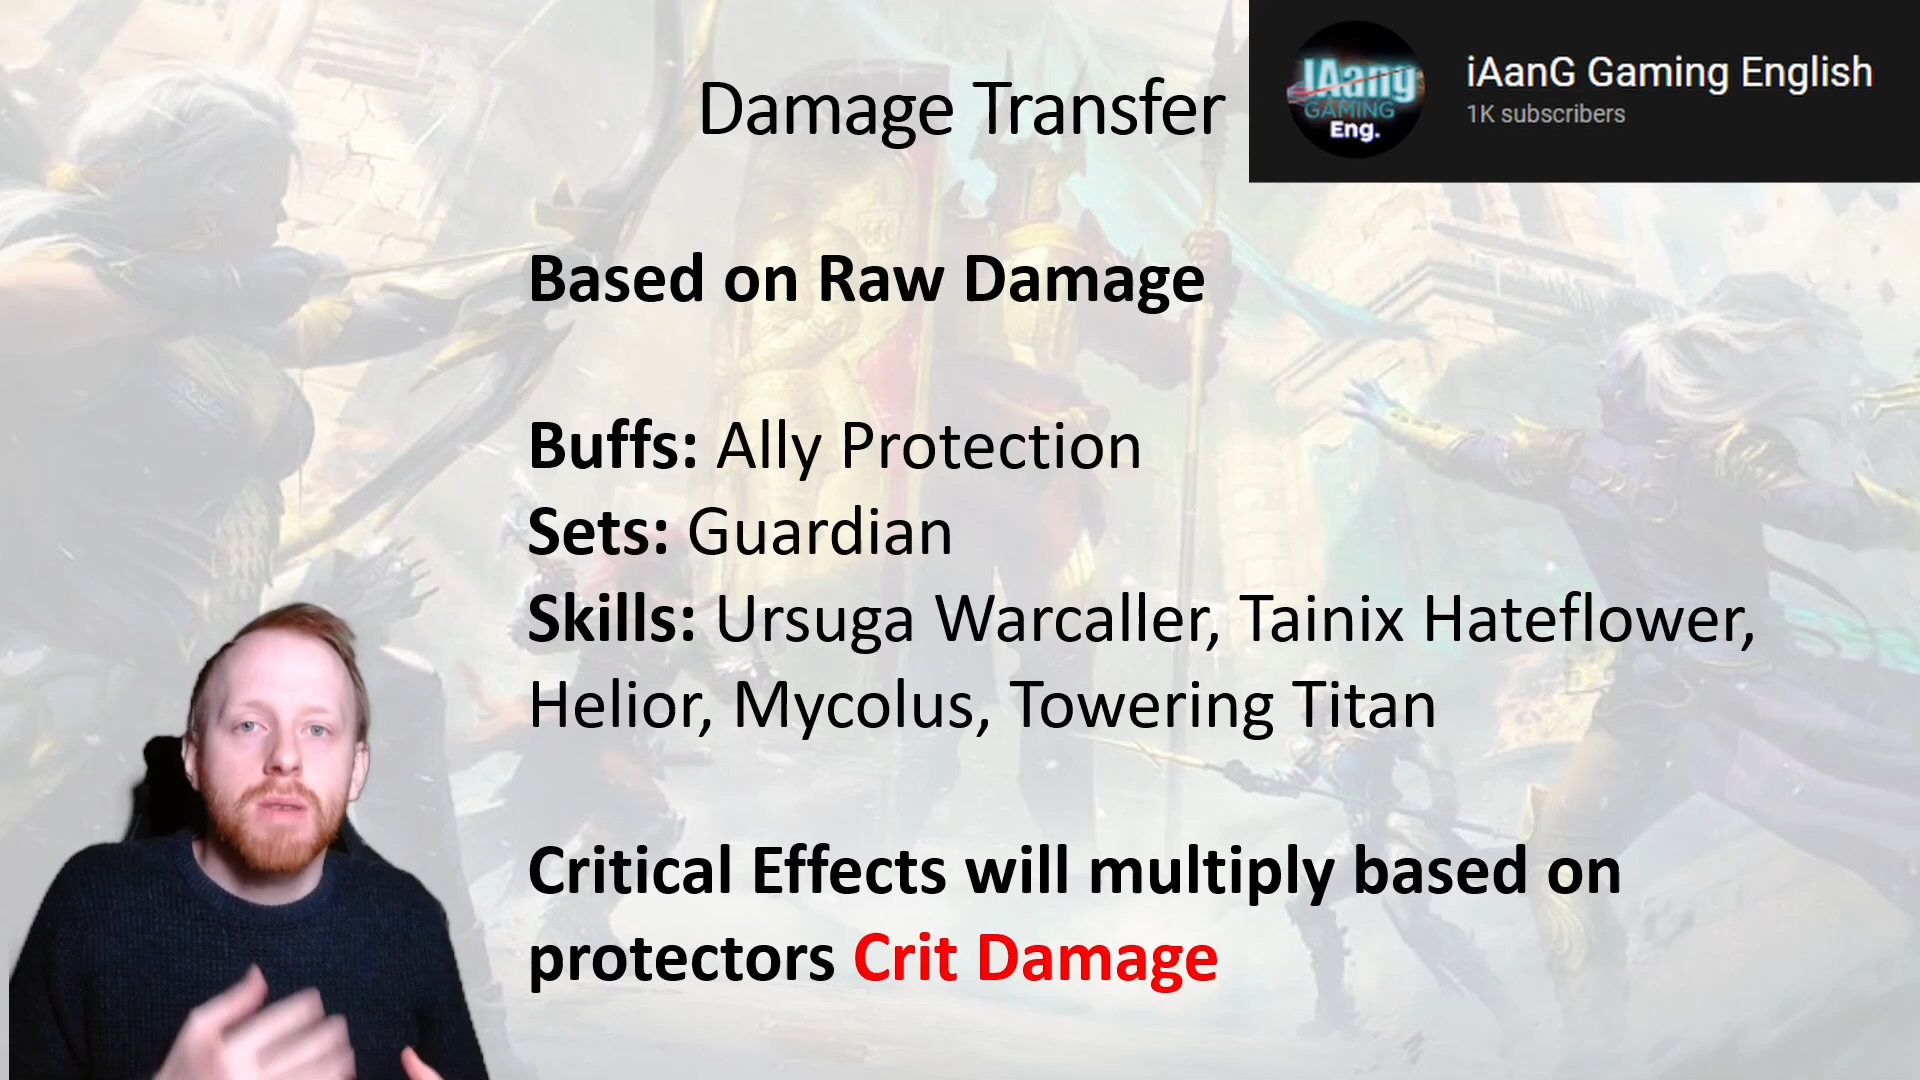 Damage Transfer
IAang
GAMING
Eng.
iAanG Gaming English
1K subscribers
Based on Raw Damage
Buffs: Ally Protection
Sets: Guardian
Skills: Ursuga Warcaller, Tainix Hateflower,
Helior, Mycolus, Towering Titan
Critical Effects will multiply based on
protectors Crit Damage